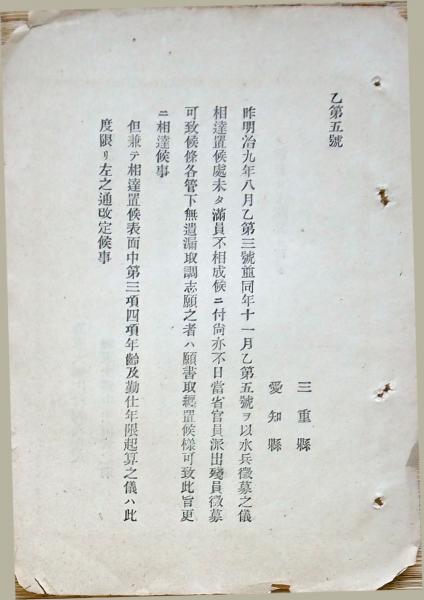 乙第五號
三重縣
愛知縣
昨明治九年八月乙第三號並同年十一月乙第五號ヲ以水兵徵募之儀
相達置候處未タ滿員不相成候ニ付尙亦不日當省官員派出殘員徵募
可致候條各管下無遺漏取調志願之者ハ願書取纒置候樣可致此旨更
ニ相達候事
但兼テ相達置候表面中第三項四項年齡及勤仕年限起算之儀ハ此
度限リ左之通改定候事